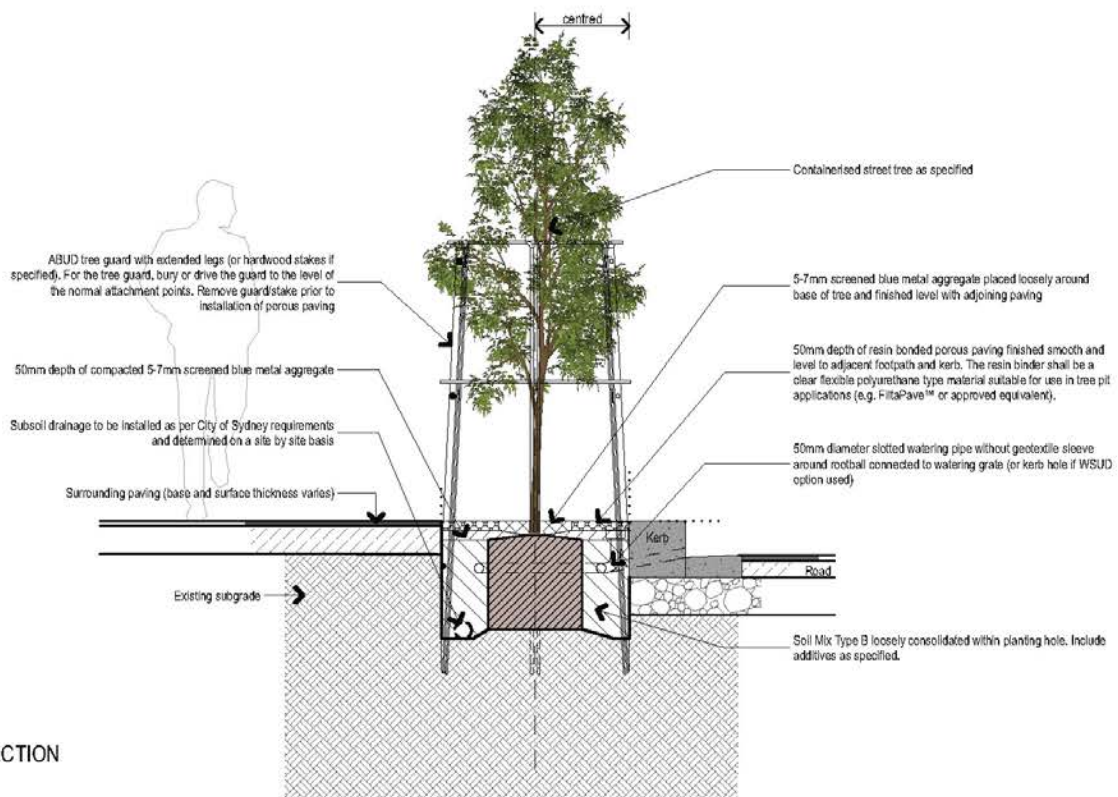 centred
Containerised street tree as specified
ABUD tree guard with extended legs (or hardwood stakes if
specified). For the tree guard, bury or drive the guard to the level of
the normal attachment points. Remove guard/stake prior to
installation of porous paving
5-7mm screened blue metal aggregate placed loosely around
base of tree and finished level with adjoining paving
50mm depth of resin bonded porous paving finished smooth and
level to adjacent footpath and kerb. The resin binder shall be a
clear flexible polyurethane type material suitable for use in tree pit
applications (e.g. FiltaPave™ or approved equivalent).
50mm depth of compacted 5-7mm screened blue metal aggregate
Subsoil drainage to be installed as per City of Sydney requirements
and determined on a site by site basis
50mm diameter slotted watering pipe without geotextile sleeve
around rootball connected to watering grate (or kerb hole if WSUD
option used)
Surrounding paving (base and surface thickness varies)
Kerb
Road
Existing subgrade
Soil Mix Type B loosely consolidated within planting hole. Include
additives as specified.
CTION